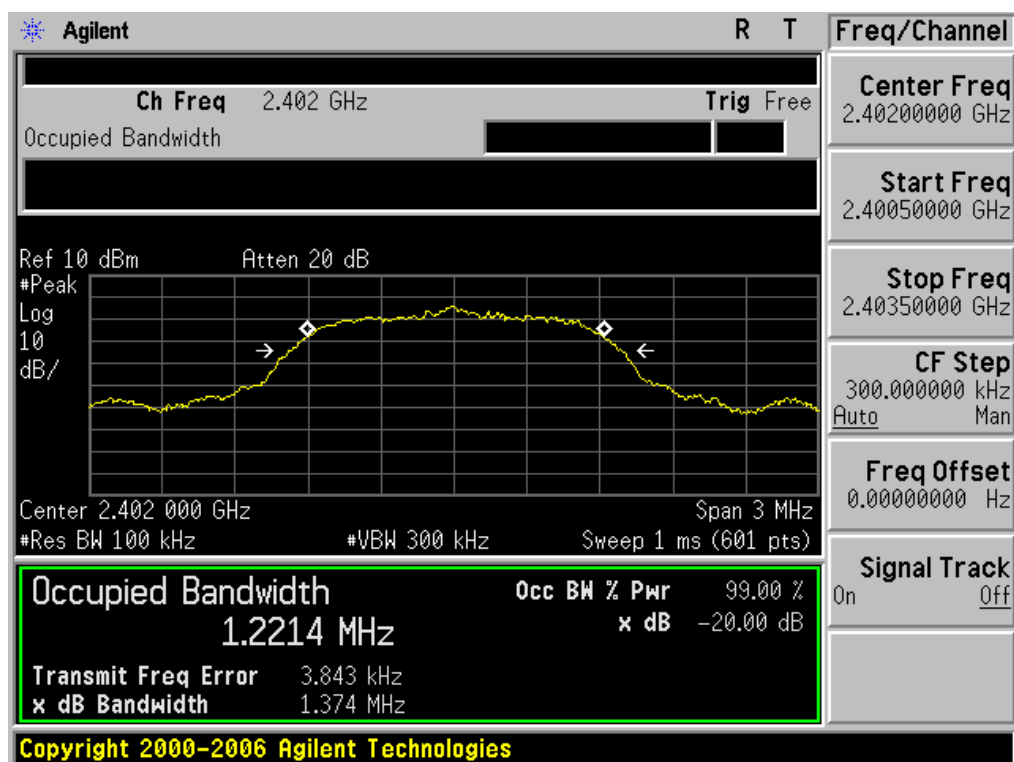 Agilent R T Freq/Channel
Ch Freq 2.402 GHz Trig Free
Occupied Bandwidth
Center Freq
2.40200000 GHz
Start Freq
2.40050000 GHz
Stop Freq
2.40350000 GHz
CF Step
300.000000 kHz
Auto Man
Freq Offset
0.00000000 Hz
Signal Track
On Off
Ref 10 dBm Atten 20 dB
#Peak
Log
10
dB/
Center 2.402 000 GHz Span 3 MHz
#Res BW 100 kHz #VBW 300 kHz Sweep 1 ms (601 pts)
Occupied Bandwidth Occ BW % Pwr 99.00 %
1.2214 MHz x dB -20.00 dB
Transmit Freq Error 3.843 kHz
x dB Bandwidth 1.374 MHz
Copyright 2000-2006 Agilent Technologies